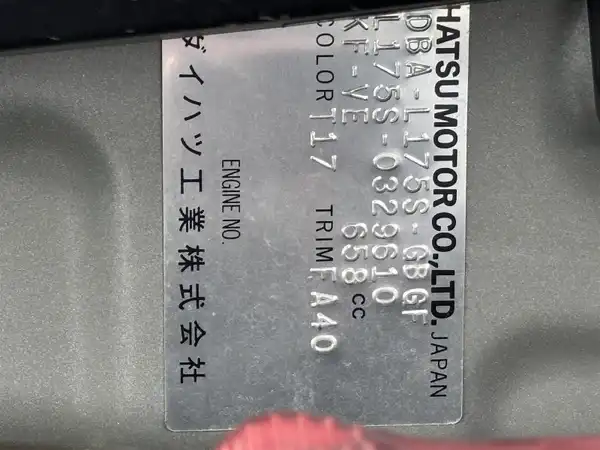 HATSU MOTOR CO.,LTD. JAPAN
DBA-L175S-GBGF
L175S-0329610
KF-VE 658 cc
COLOR T17 TRIM FA40
ENGINE NO.
ダイハツ工業株式会社